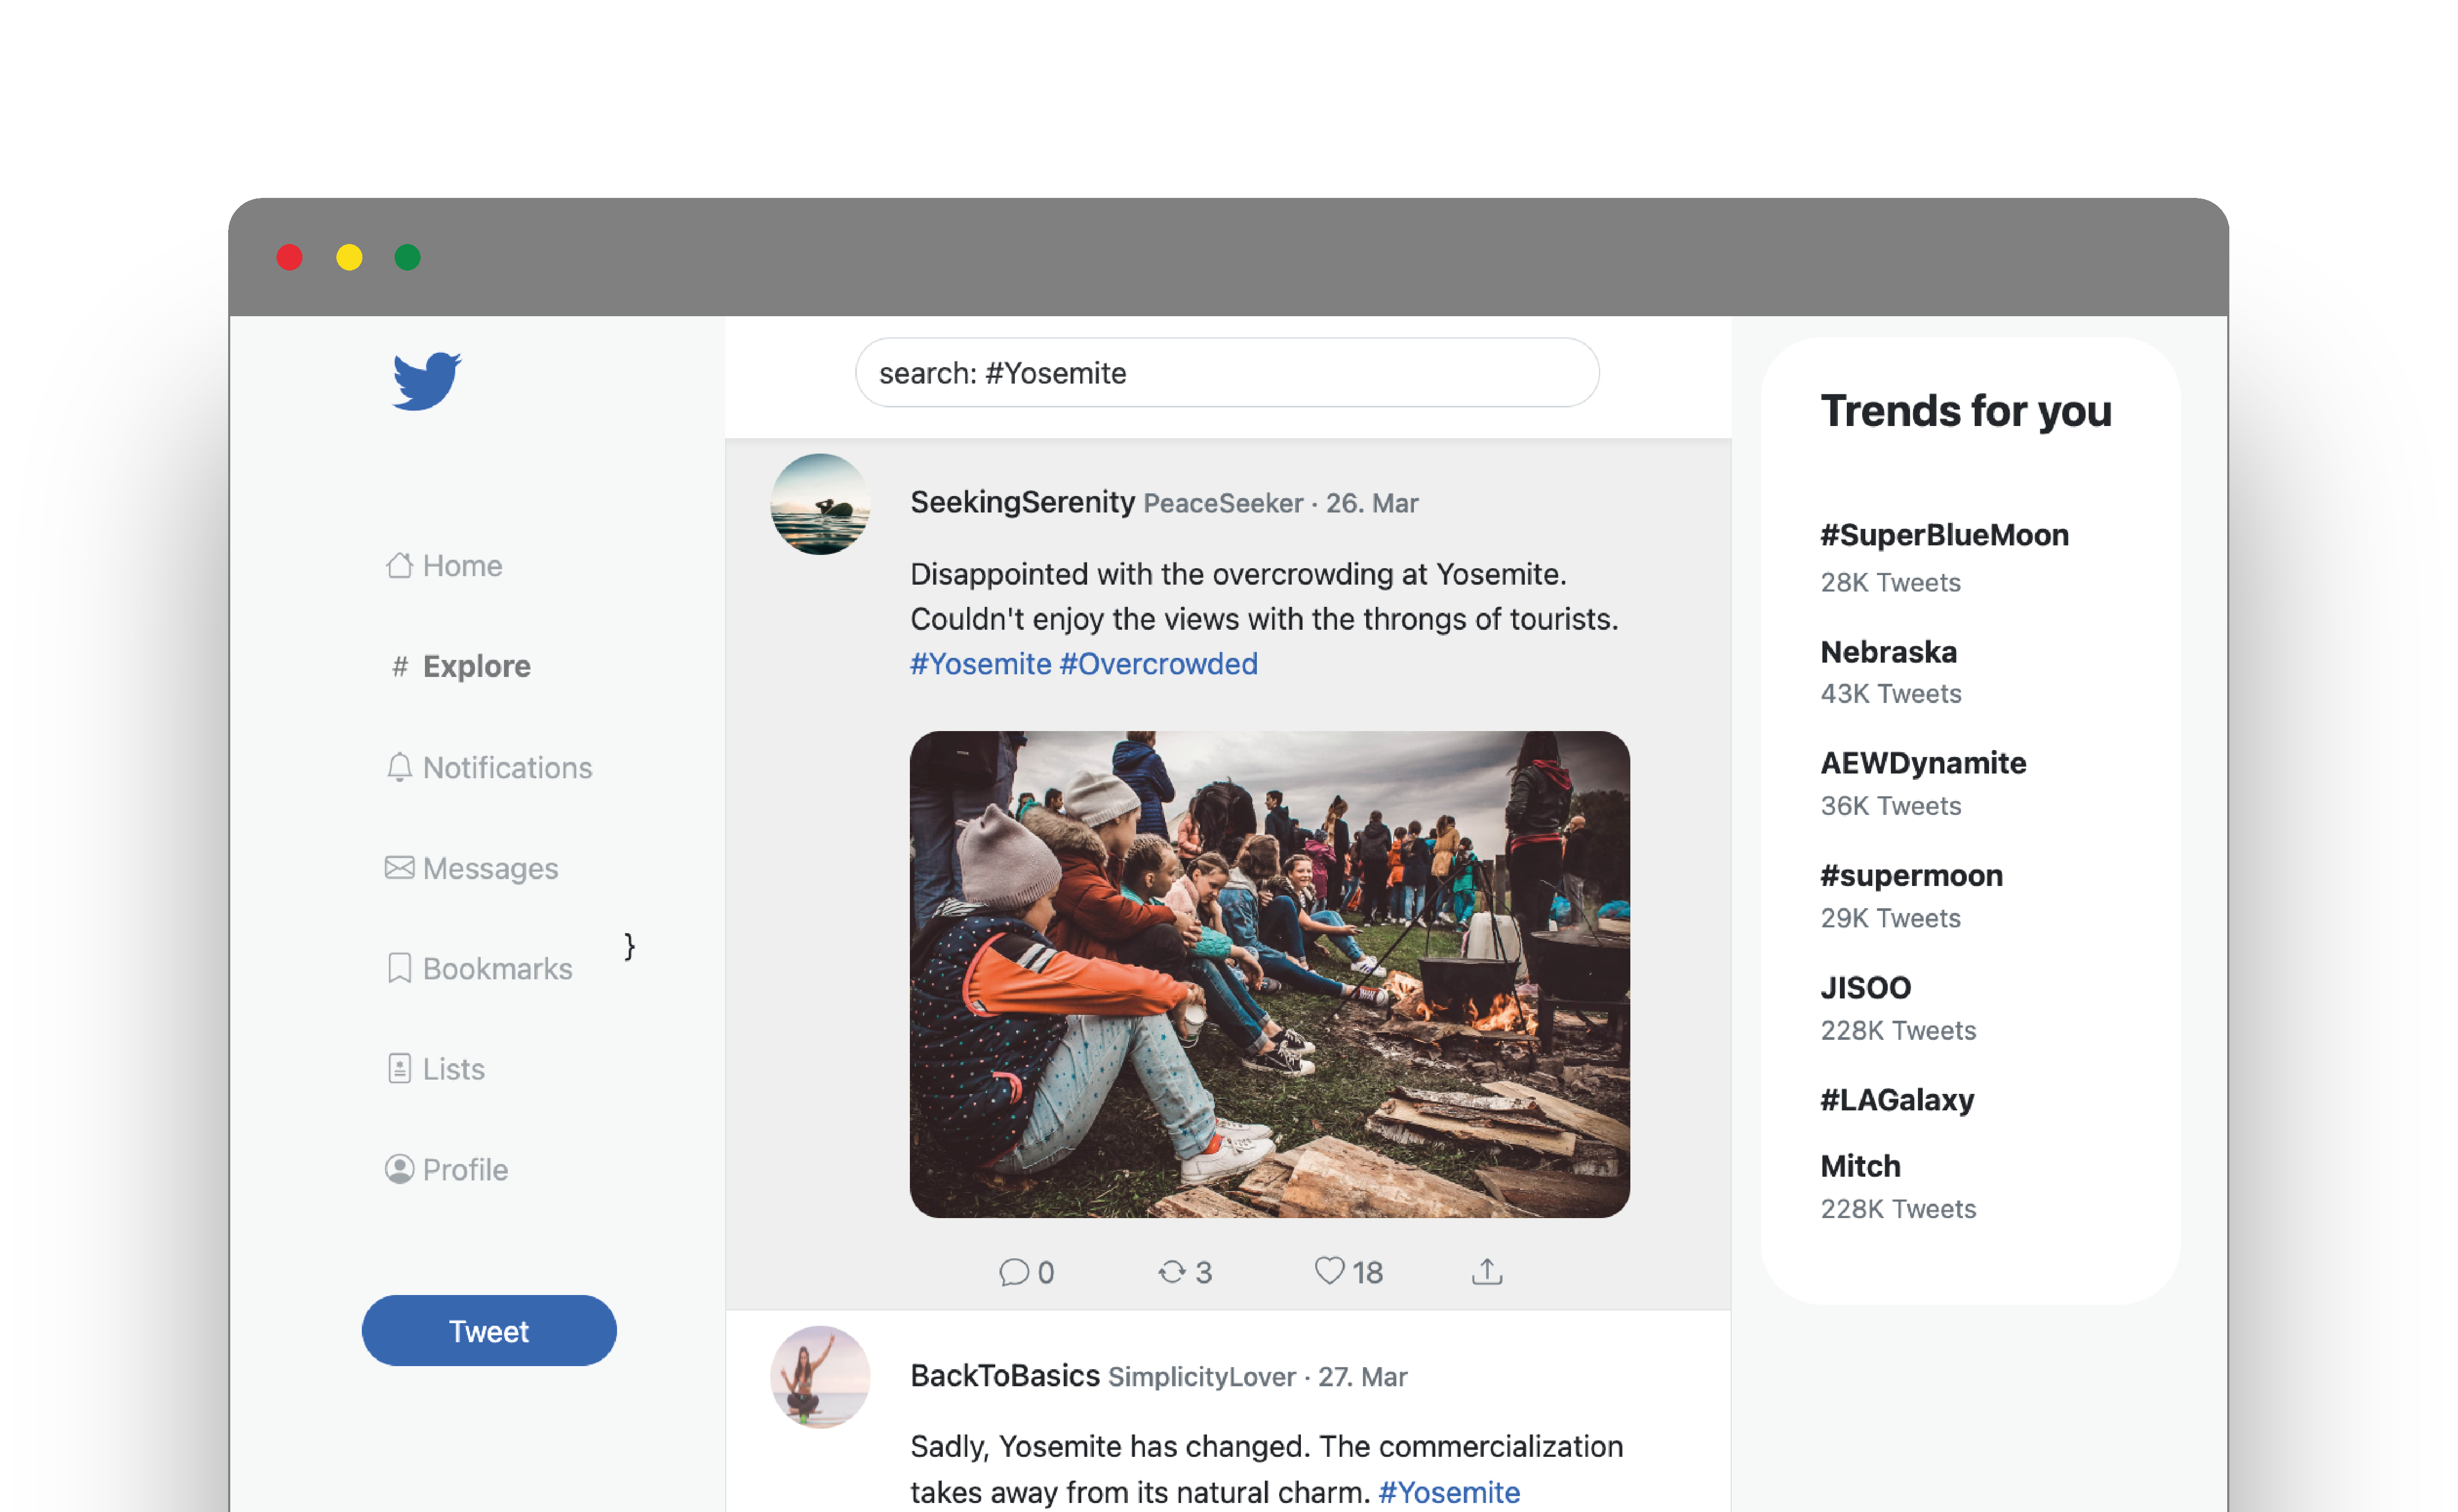 search: #Yosemite
Home
# Explore
Notifications
Messages
Bookmarks
}
Lists
Profile
Tweet
SeekingSerenity PeaceSeeker · 26. Mar
Disappointed with the overcrowding at Yosemite.
Couldn't enjoy the views with the throngs of tourists.
#Yosemite #Overcrowded
0
3
18
BackToBasics SimplicityLover · 27. Mar
Sadly, Yosemite has changed. The commercialization
takes away from its natural charm. #Yosemite
Trends for you
#SuperBlueMoon
28K Tweets
Nebraska
43K Tweets
AEWDynamite
36K Tweets
#supermoon
29K Tweets
JISOO
228K Tweets
#LAGalaxy
Mitch
228K Tweets